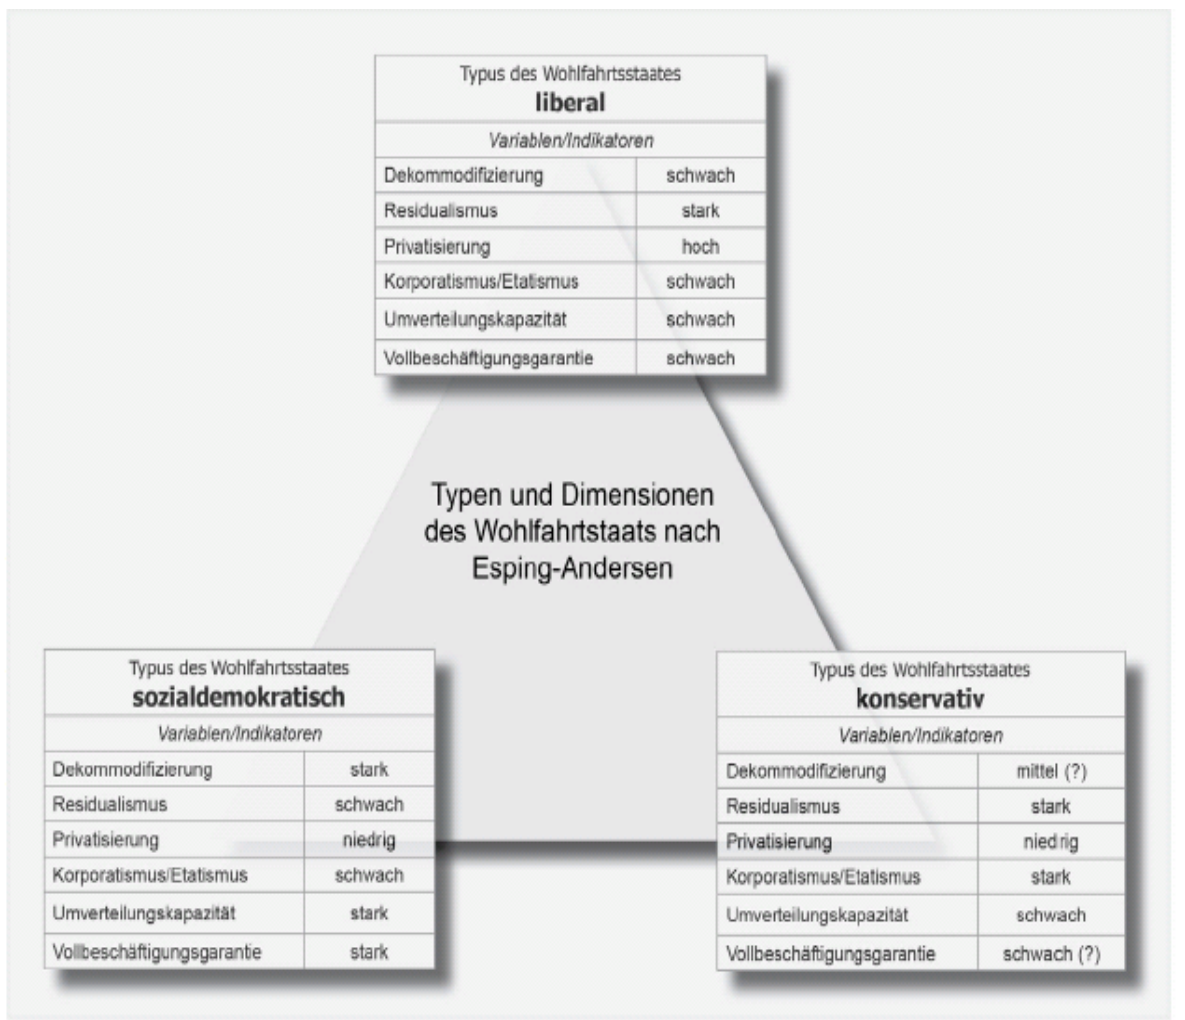 Typus des Wohlfahrtsstaates
liberal
Variablen/Indikatoren
Dekommodifizierung schwach
Residualismus stark
Privatisierung hoch
Korporatismus/Etatismus schwach
Umverteilungskapazität schwach
Vollbeschäftigungsgarantie schwach
Typen und Dimensionen
des Wohlfahrtstaats nach
Esping-Andersen
Typus des Wohlfahrtsstaates
sozialdemokratisch
Variablen/Indikatoren
Dekommodifizierung stark
Residualismus schwach
Privatisierung niedrig
Korporatismus/Etatismus schwach
Umverteilungskapazität stark
Vollbeschäftigungsgarantie stark
Typus des Wohlfahrtsstaates
konservativ
Variablen/Indikatoren
Dekommodifizierung mittel (?)
Residualismus stark
Privatisierung niedrig
Korporatismus/Etatismus stark
Umverteilungskapazität schwach
Vollbeschäftigungsgarantie schwach (?)